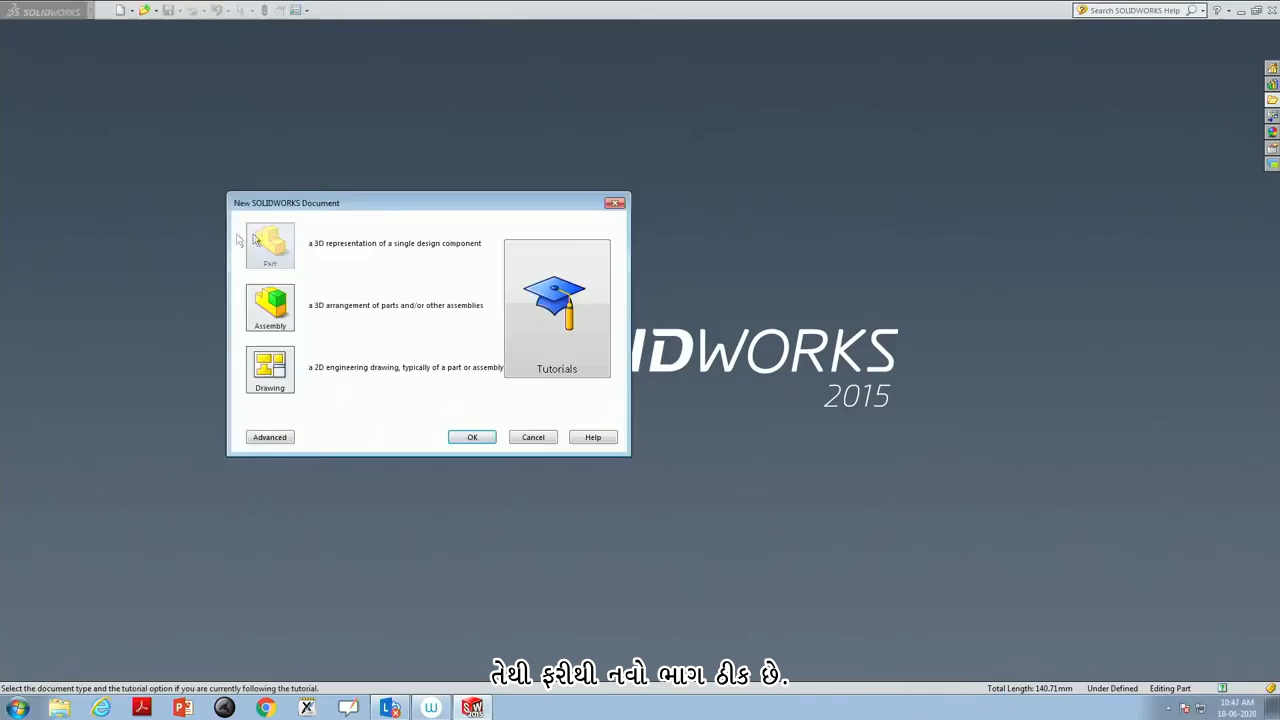 SOLIDWORKS
Search SOLIDWORKS Help
New SOLIDWORKS Document
Part
a 3D representation of a single design component
Assembly
a 3D arrangement of parts and/or other assemblies
Drawing
a 2D engineering drawing, typically of a part or assembly
Tutorials
Advanced
OK
Cancel
Help
IDWORKS
2015
તેથી ફરીથી નવો ભાગ ઠીક છે.
Select the document type and the tutorial option if you are currently following the tutorial.
Total Length: 140.71mm
Under Defined
Editing Part
10:47 AM
18-06-2020